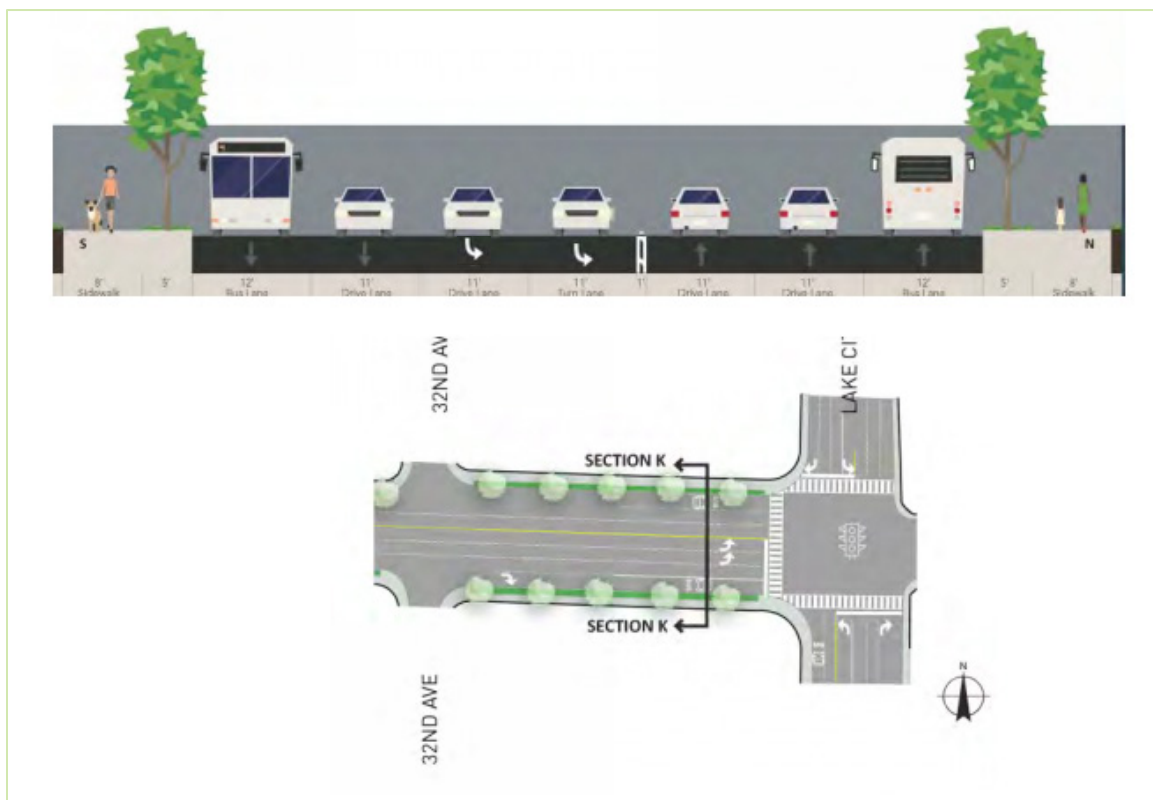 S
N
8' 5' 12' 11' 11' 11' 1' 11' 11' 12' 5' 8'
Sidewalk Bus Lane Drive Lane Drive Lane Turn Lane Drive Lane Drive Lane Bus Lane Sidewalk
32ND AV
LAKE CI
SECTION K
SECTION K
32ND AVE
N